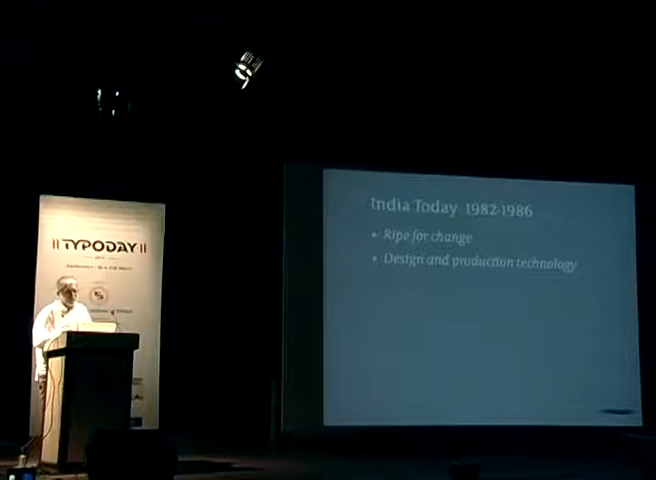 TYPODAY
India Today 1982-1986
• Ripe for change
• Design and production technology